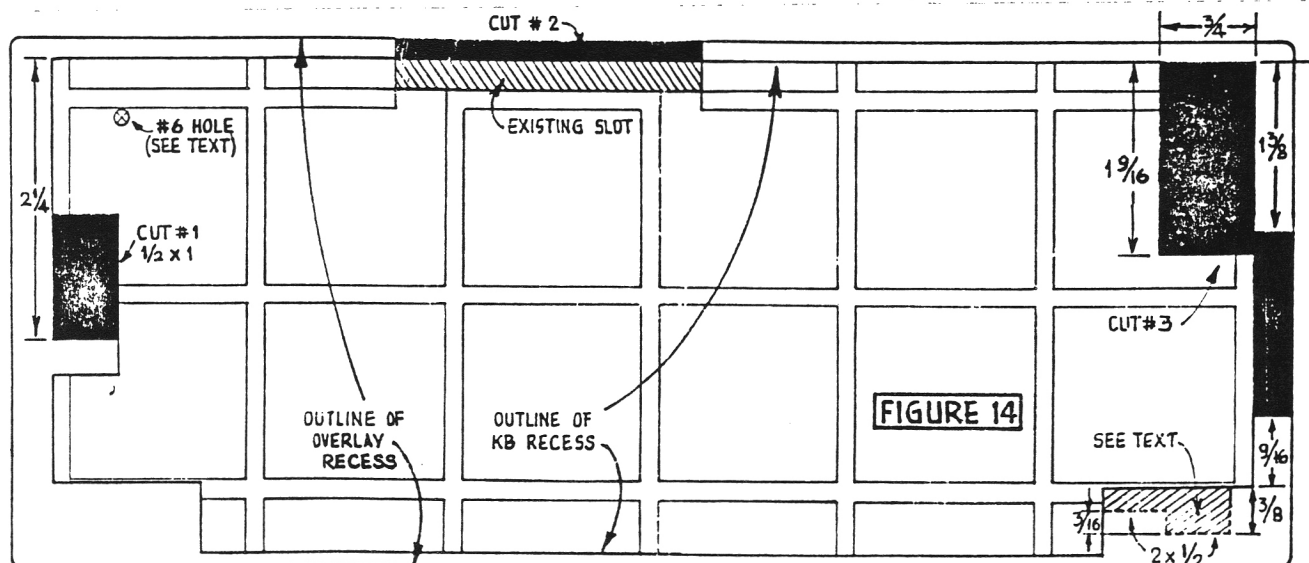 CUT # 2
3/4
EXISTING SLOT
#6 HOLE
(SEE TEXT)
2 1/4
1 9/16
1 3/8
CUT #1
1/2 x 1
CUT #3
OUTLINE OF
OVERLAY
RECESS
OUTLINE OF
KB RECESS
FIGURE 14
SEE TEXT
9/16
3/16
3/8
2 x 1/2